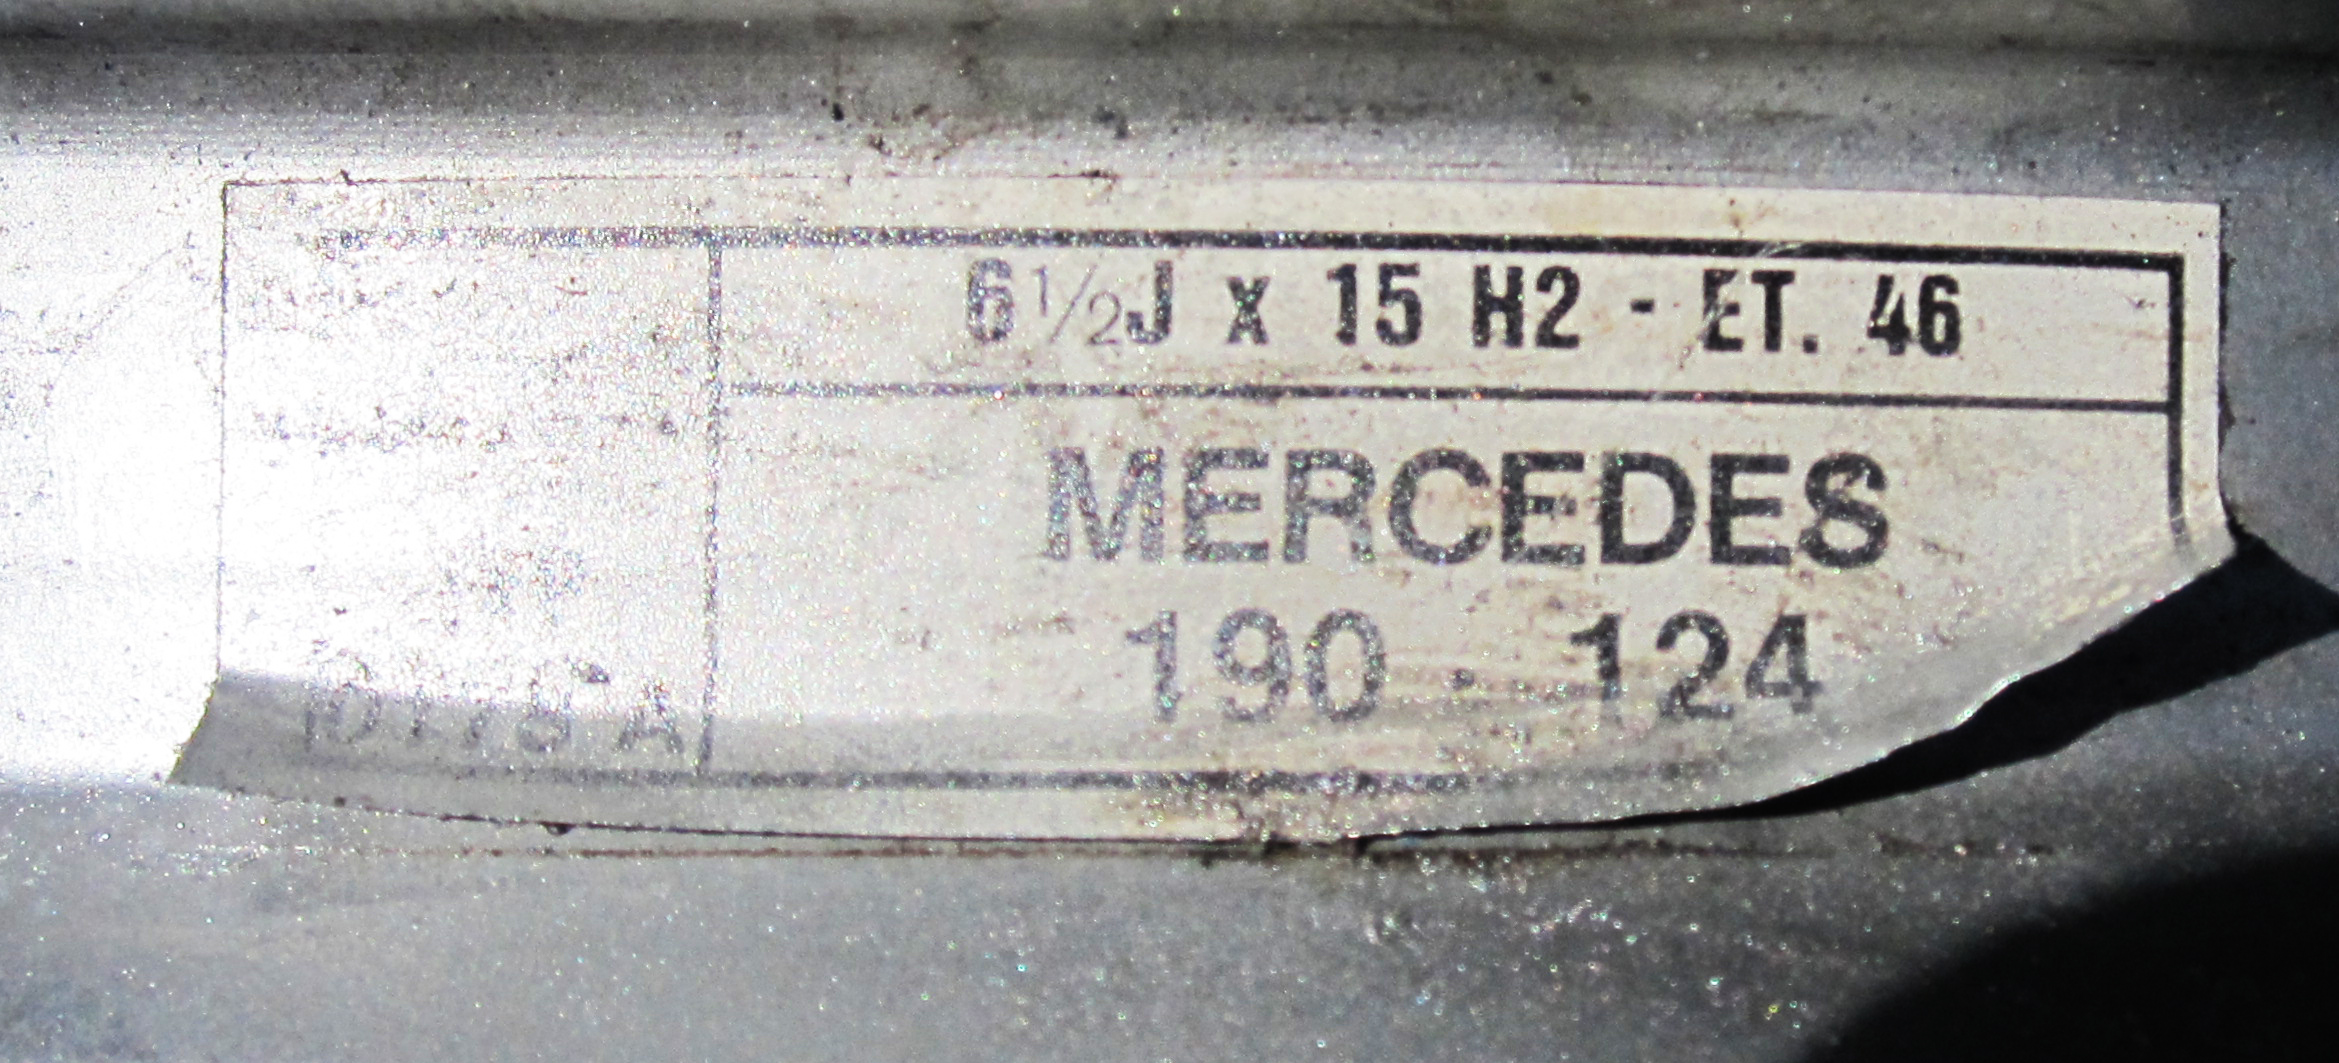 6½J x 15 H2 - ET. 46
MERCEDES
190 · 124